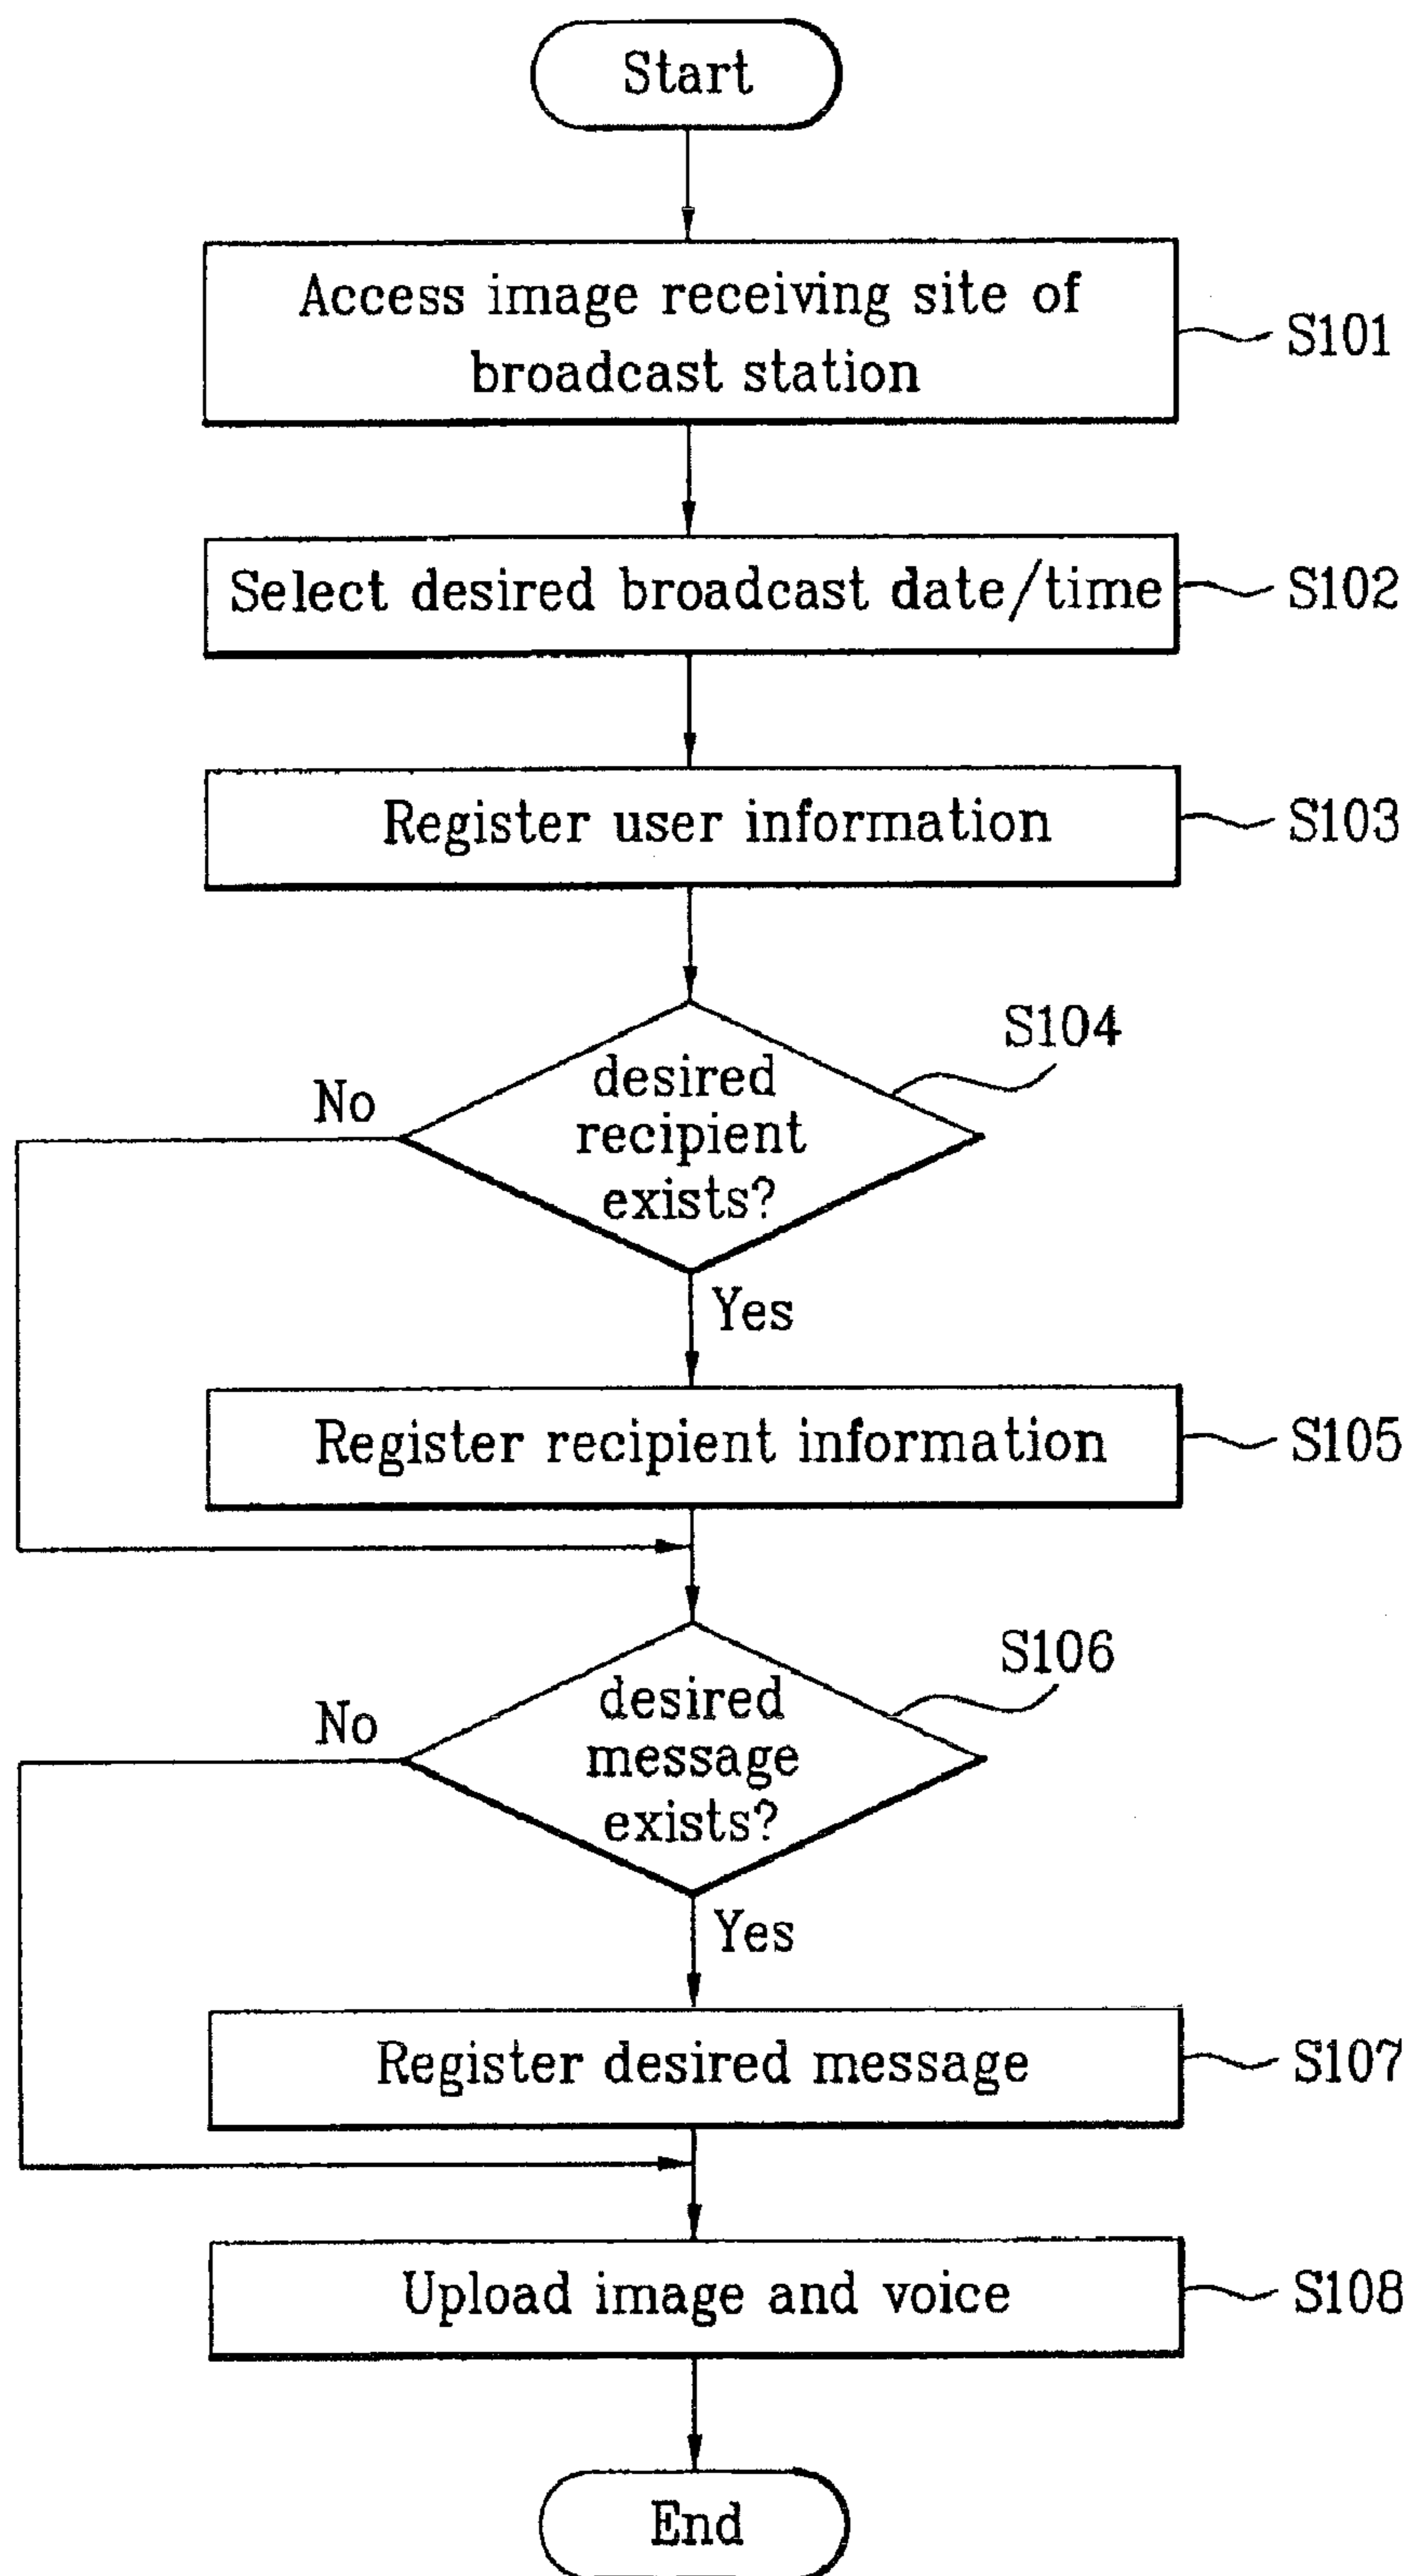 Start
Access image receiving site of
broadcast station
S101
Select desired broadcast date/time
S102
Register user information
S103
S104
desired
recipient
exists?
No
Yes
Register recipient information
S105
S106
desired
message
exists?
No
Yes
Register desired message
S107
Upload image and voice
S108
End